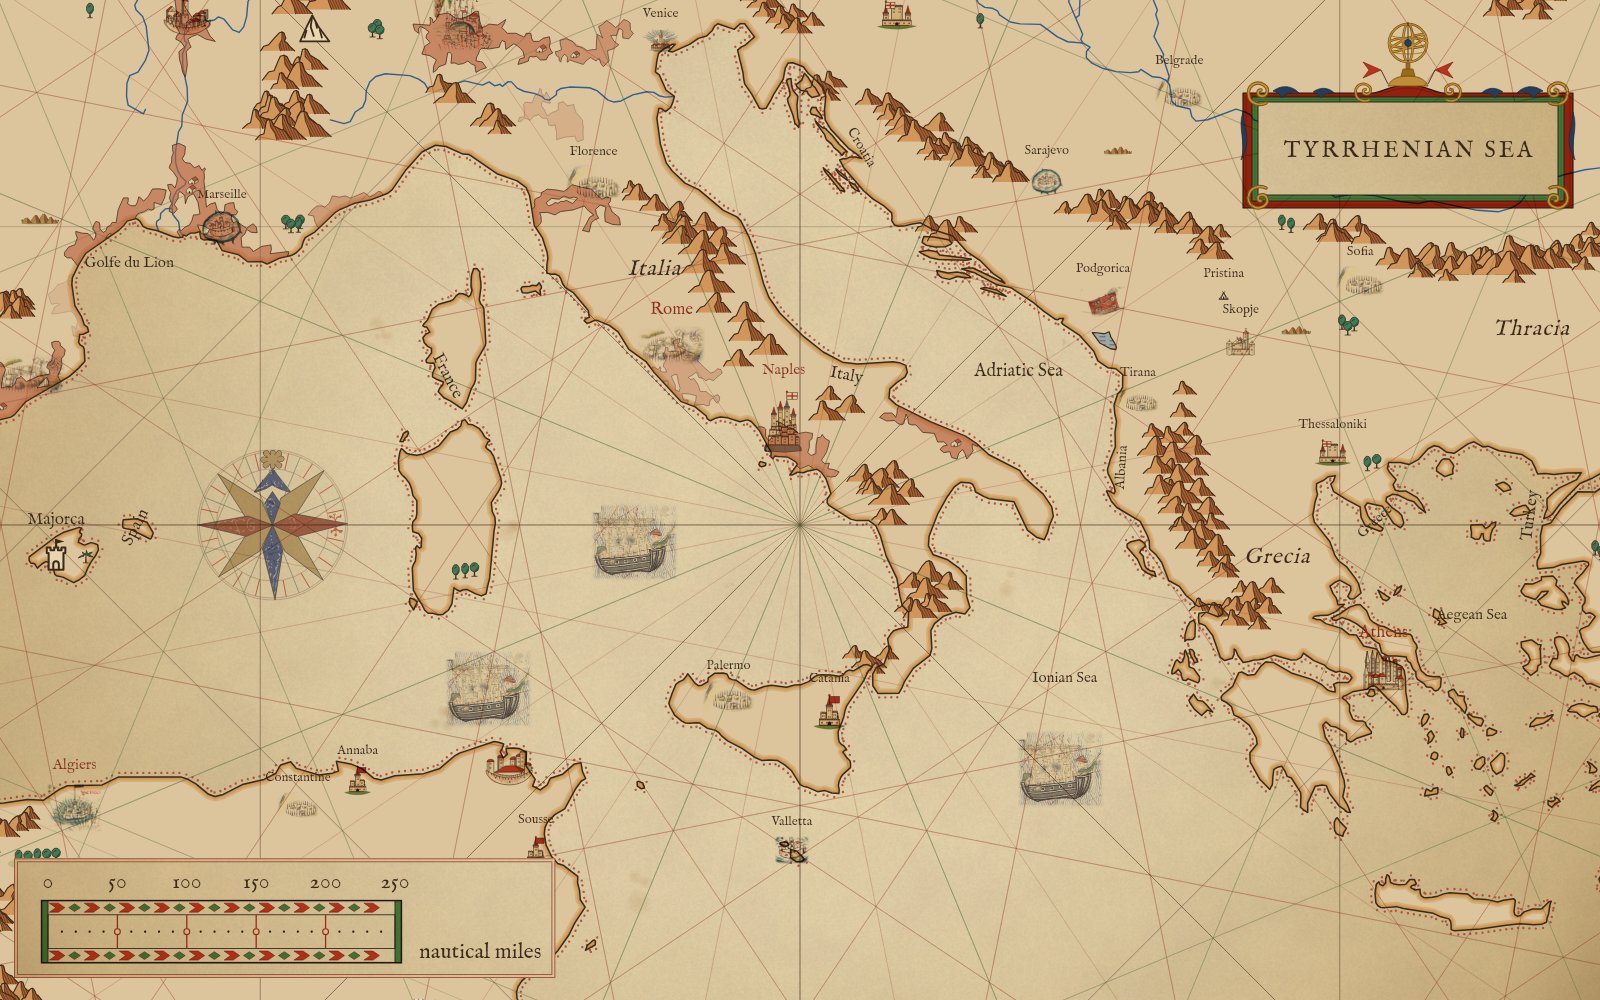 Venice
Belgrade
TYRRHENIAN SEA
Florence
Croatia
Sarajevo
Marseille
Golfe du Lion
Italia
Podgorica
Pristina
Sofia
Rome
Skopje
Thracia
France
Naples
Italy
Adriatic Sea
Tirana
Thessaloniki
Albania
Majorca
Spain
Greece
Turkey
Grecia
Aegean Sea
Athens
Palermo
Catania
Ionian Sea
Annaba
Algiers
Constantine
Sousse
Valletta
0 50 100 150 200 250
nautical miles